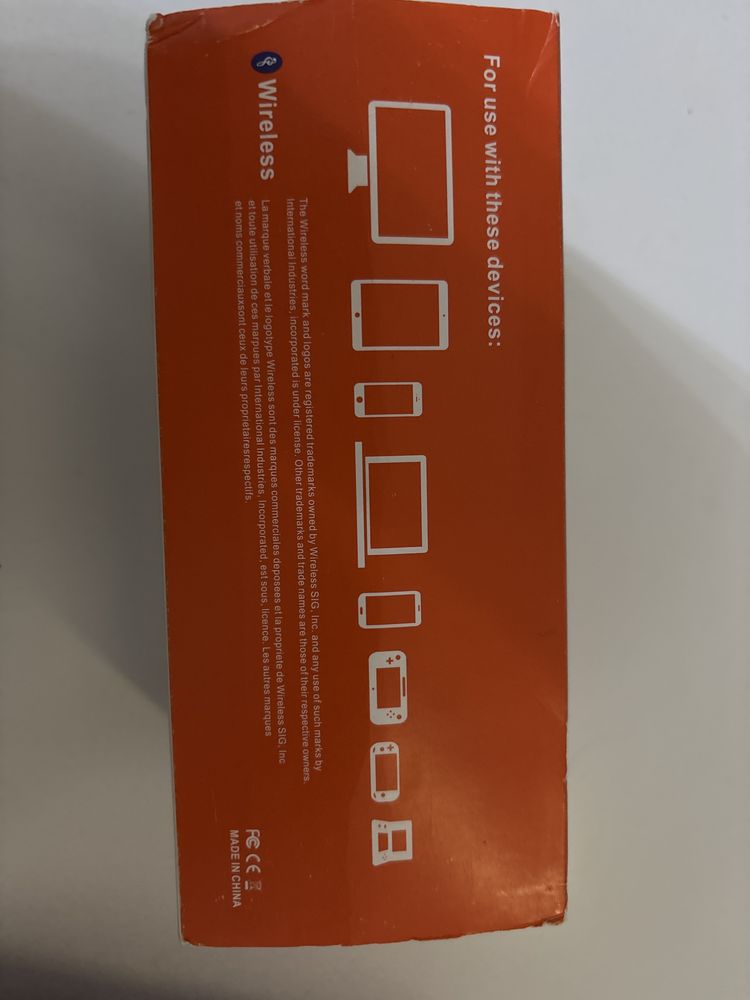 For use with these devices:
Wireless
The Wireless word mark and logos are registered trademarks owned by Wireless SIG, Inc. and any use of such marks by
International Industries, Incorporated is under license. Other trademarks and trade names are those of their respective owners.
La marque verbale et le logotype Wireless sont des marques commerciales deposees et la propriete de Wireless SIG, Inc
et toute utilisation de ces marpues par International Industries, Incorporated, est sous, licence. Les autres marques
et noms commerciauxsont ceux de leurs proprietairesrespectifs.
FC CE
MADE IN CHINA